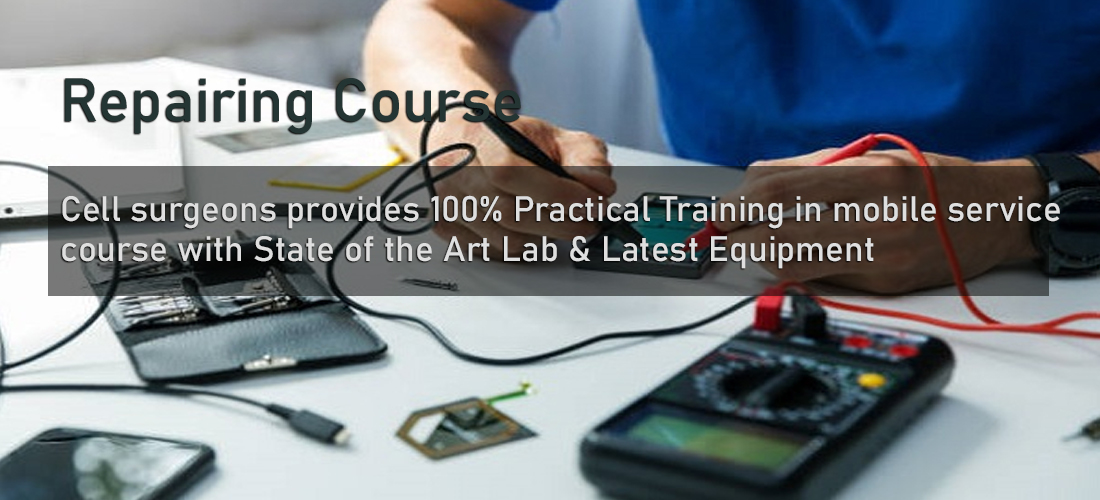 Repairing Course
Cell surgeons provides 100% Practical Training in mobile service
course with State of the Art Lab & Latest Equipment